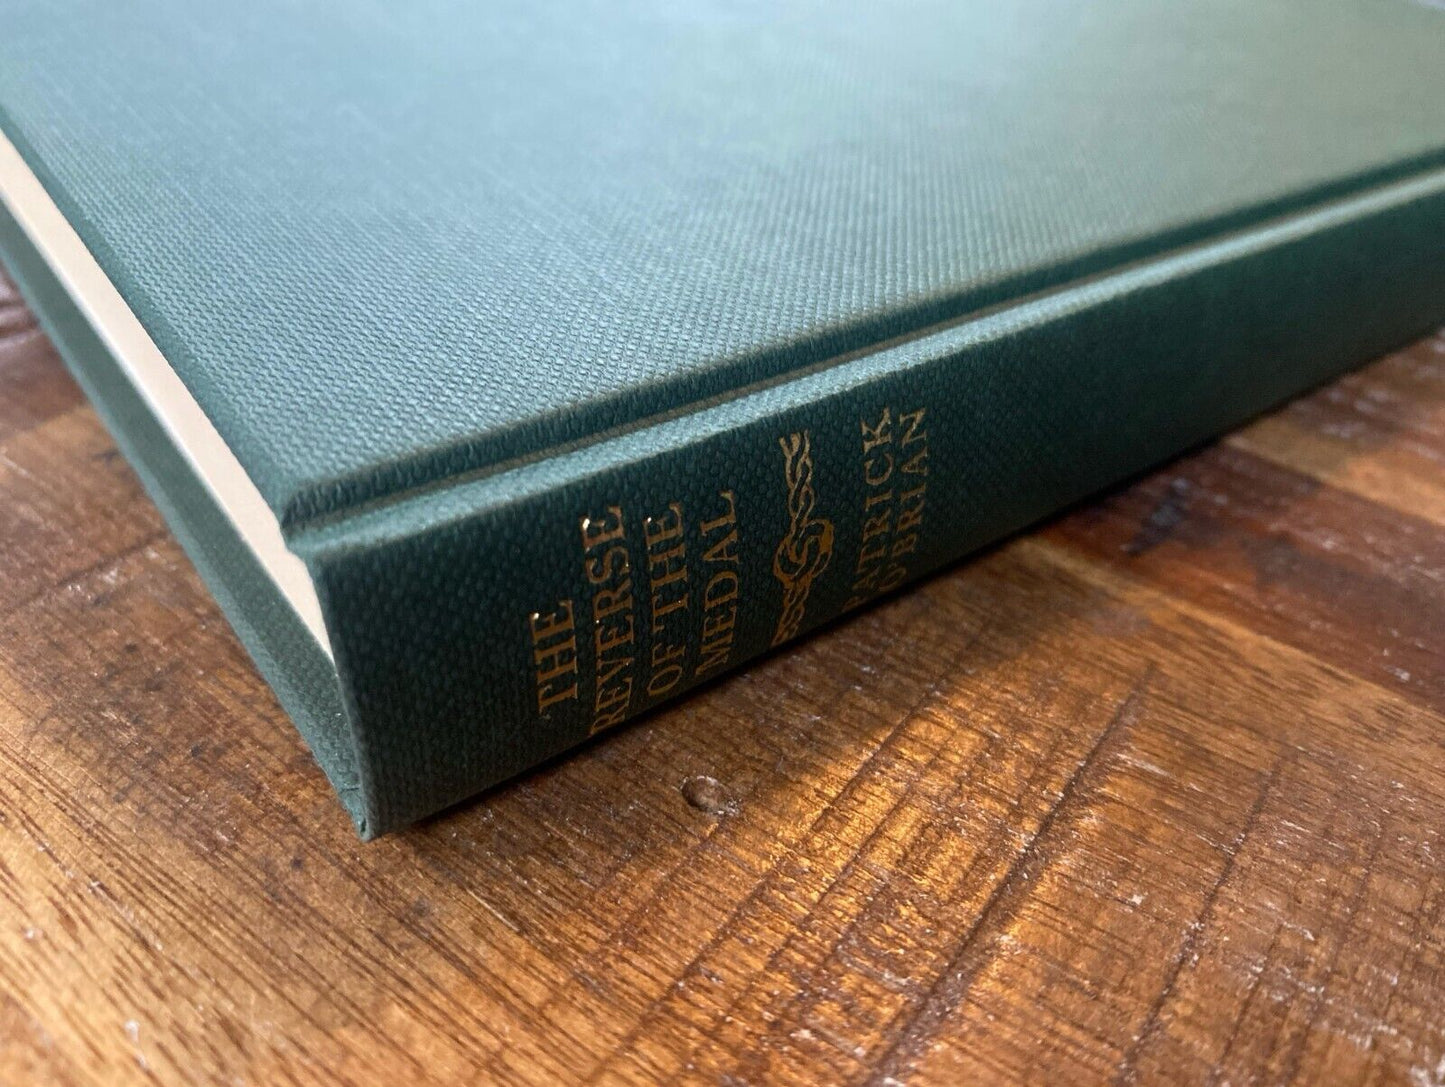 THE
REVERSE
OF THE
MEDAL
PATRICK
O'BRIAN